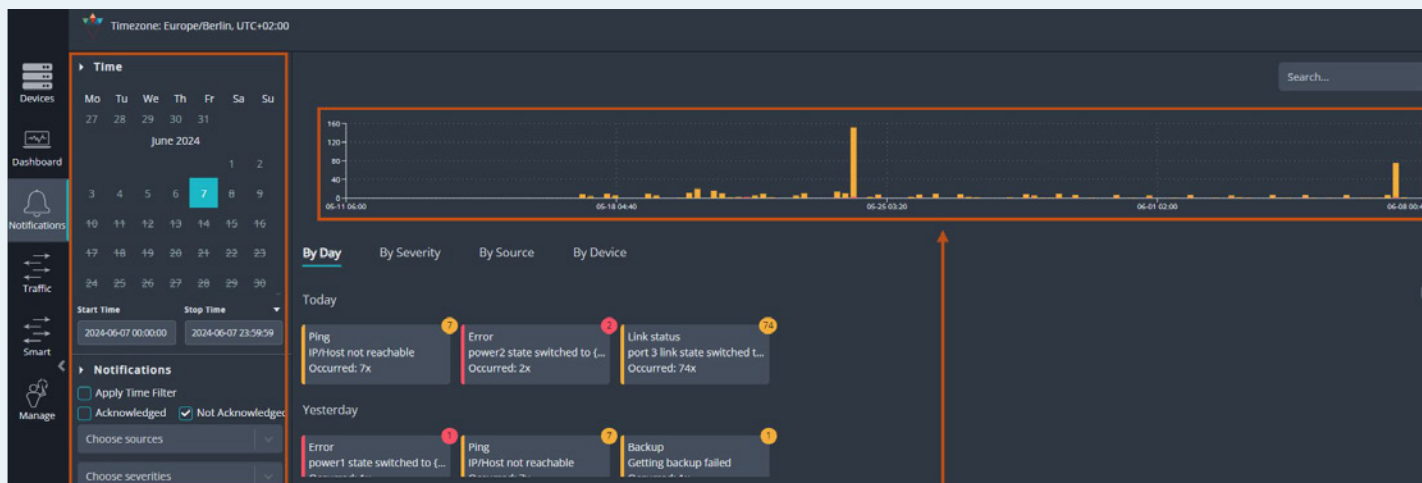 Timezone: Europe/Berlin, UTC+02:00
Devices
Dashboard
Notifications
Traffic
Smart
Manage
Time
Mo Tu We Th Fr Sa Su
27 28 29 30 31
June 2024
1 2
3 4 5 6 7 8 9
10 11 12 13 14 15 16
17 18 19 20 21 22 23
24 25 26 27 28 29 30
Start Time Stop Time
2024-06-07 00:00:00 2024-06-07 23:59:59
Notifications
Apply Time Filter
Acknowledged Not Acknowledged
Choose sources
Choose severities
Search...
160
120
80
40
0
05-11 06:00 05-18 04:40 05-25 03:20 06-01 02:00 06-08 00:4
By Day By Severity By Source By Device
Today
7
Ping
IP/Host not reachable
Occurred: 7x
2
Error
power2 state switched to (...
Occurred: 2x
74
Link status
port 3 link state switched t...
Occurred: 74x
Yesterday
1
Error
power1 state switched to (...
7
Ping
IP/Host not reachable
1
Backup
Getting backup failed